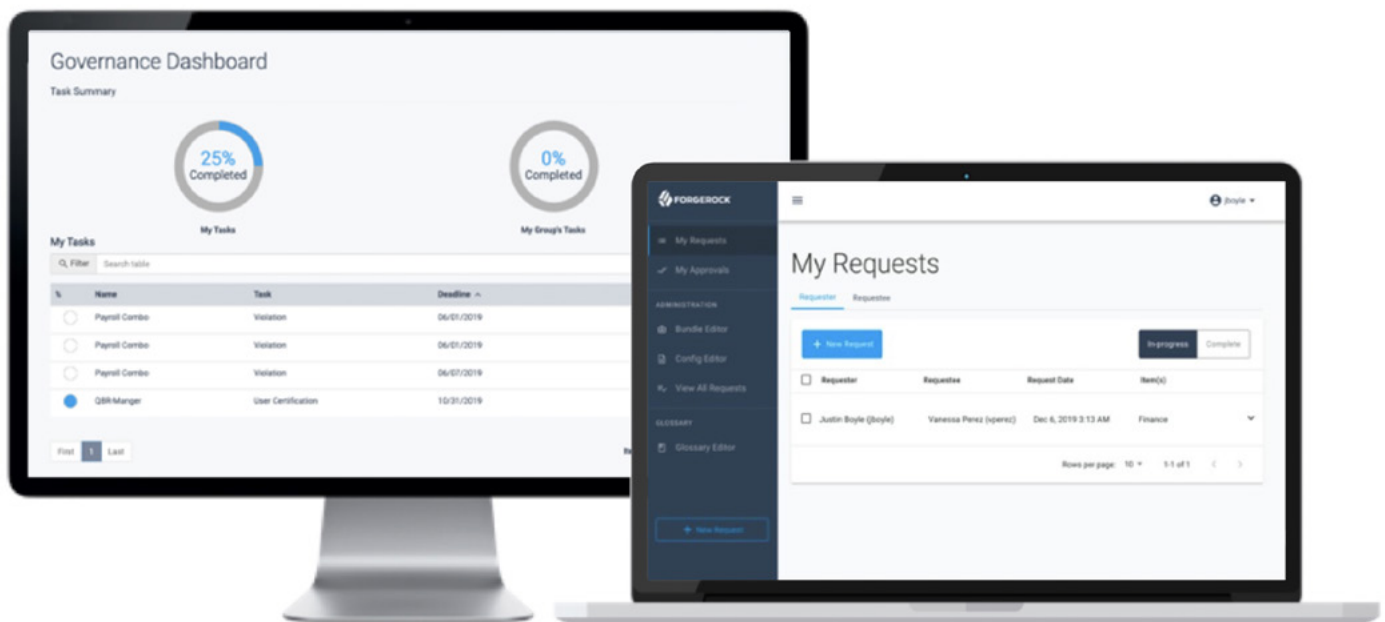 Governance Dashboard
Task Summary
25%
Completed
0%
Completed
My Tasks
My Group's Tasks
My Tasks
Filter Search table
% Name Task Deadline
Payroll Combo Violation 06/01/2019
Payroll Combo Violation 06/01/2019
Payroll Combo Violation 06/07/2019
QBR-Manger User Certification 10/31/2019
First 1 Last
FORGEROCK
jboyle
My Requests
My Approvals
ADMINISTRATION
Bundle Editor
Config Editor
View All Requests
GLOSSARY
Glossary Editor
+ New Request
My Requests
Requester Requestee
+ New Request
In-progress Complete
Requester Requestee Request Date Item(s)
Justin Boyle (jboyle) Vanessa Perez (vperez) Dec 6, 2019 3:13 AM Finance
Rows per page: 10 1-1 of 1